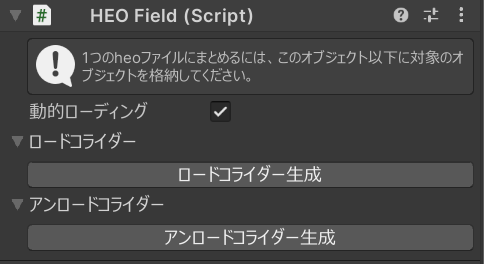 HEO Field (Script)
1つのheoファイルにまとめるには、このオブジェクト以下に対象のオ
ブジェクトを格納してください。
動的ローディング
ロードコライダー
ロードコライダー生成
アンロードコライダー
アンロードコライダー生成